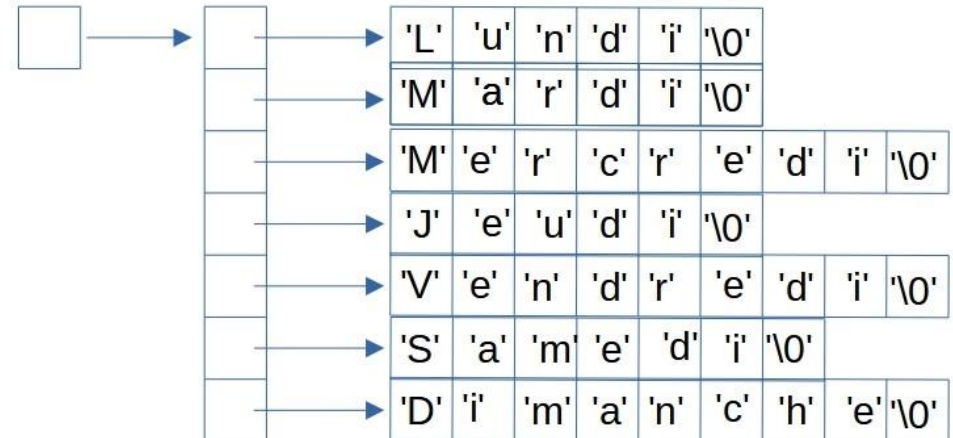 'L' 'u' 'n' 'd' 'i' '\0'
'M' 'a' 'r' 'd' 'i' '\0'
'M' 'e' 'r' 'c' 'r' 'e' 'd' 'i' '\0'
'J' 'e' 'u' 'd' 'i' '\0'
'V' 'e' 'n' 'd' 'r' 'e' 'd' 'i' '\0'
'S' 'a' 'm' 'e' 'd' 'i' '\0'
'D' 'i' 'm' 'a' 'n' 'c' 'h' 'e' '\0'